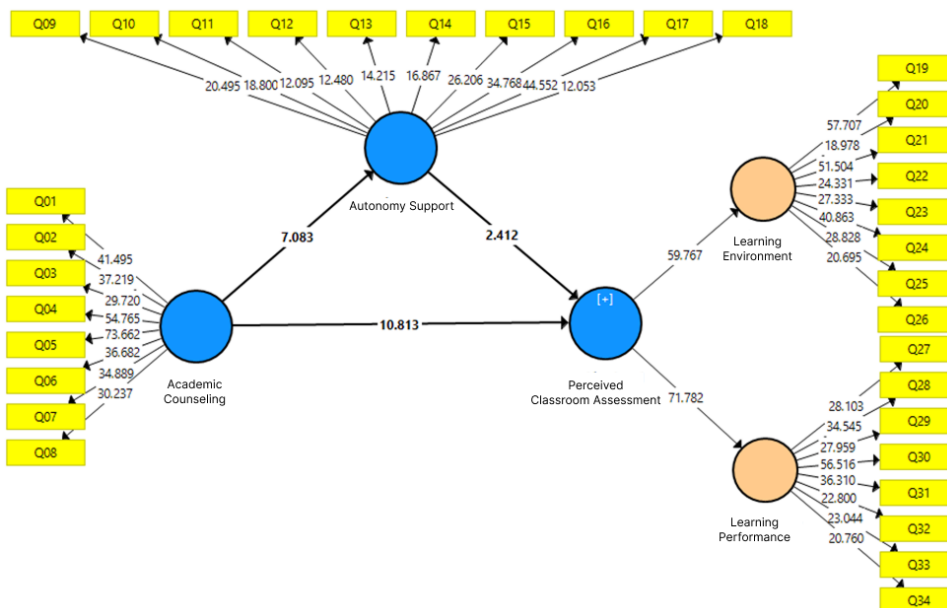 Q09 Q10 Q11 Q12 Q13 Q14 Q15 Q16 Q17 Q18
20.495 18.800 12.095 12.480 14.215 16.867 26.206 34.768 44.552 12.053
Autonomy Support
Q01
Q02
Q03
Q04
Q05
Q06
Q07
Q08
41.495
37.219
29.720
54.765
73.662
36.682
34.889
30.237
Academic
Counseling
7.083
2.412
10.813
[+]
Perceived
Classroom Assessment
59.767
71.782
Learning
Environment
57.707
18.978
51.504
24.331
27.333
40.863
28.828
20.695
Q19
Q20
Q21
Q22
Q23
Q24
Q25
Q26
Learning
Performance
28.103
34.545
27.959
56.516
36.310
22.800
23.044
20.760
Q27
Q28
Q29
Q30
Q31
Q32
Q33
Q34